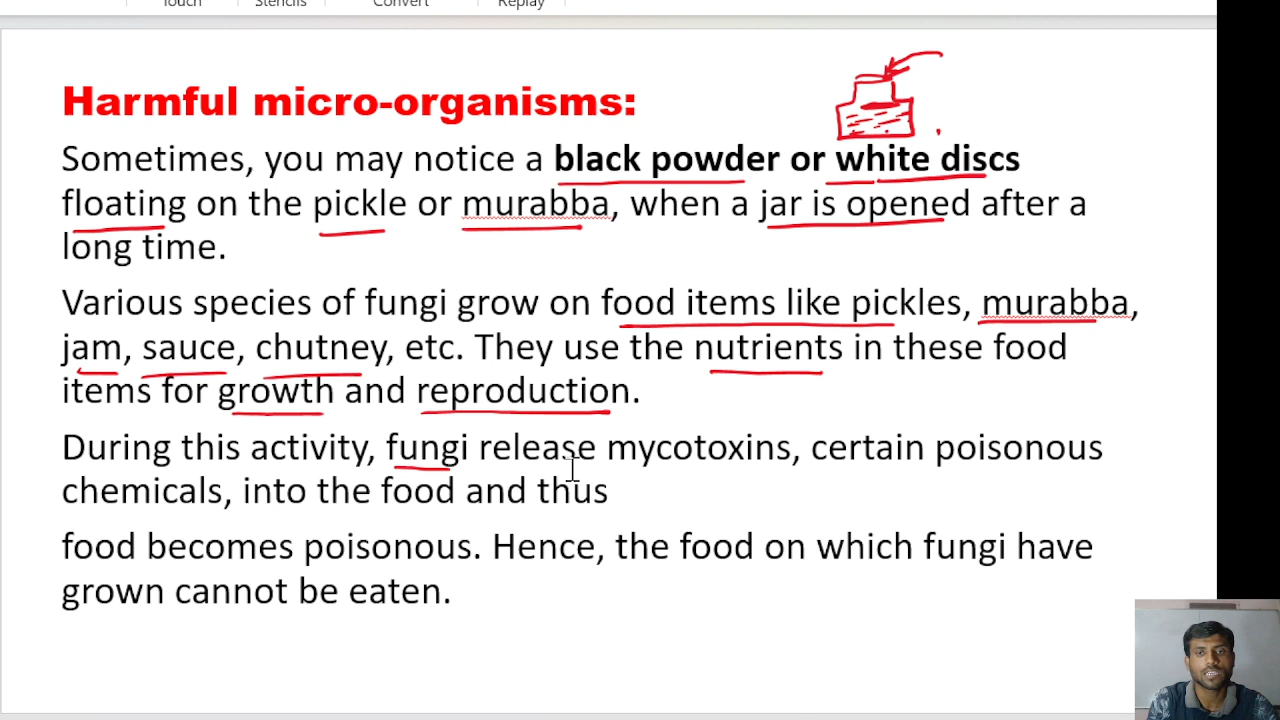 Touch Stencils Convert Replay
Harmful micro-organisms:
Sometimes, you may notice a black powder or white discs
floating on the pickle or murabba, when a jar is opened after a
long time.
Various species of fungi grow on food items like pickles, murabba,
jam, sauce, chutney, etc. They use the nutrients in these food
items for growth and reproduction.
During this activity, fungi release mycotoxins, certain poisonous
chemicals, into the food and thus
food becomes poisonous. Hence, the food on which fungi have
grown cannot be eaten.